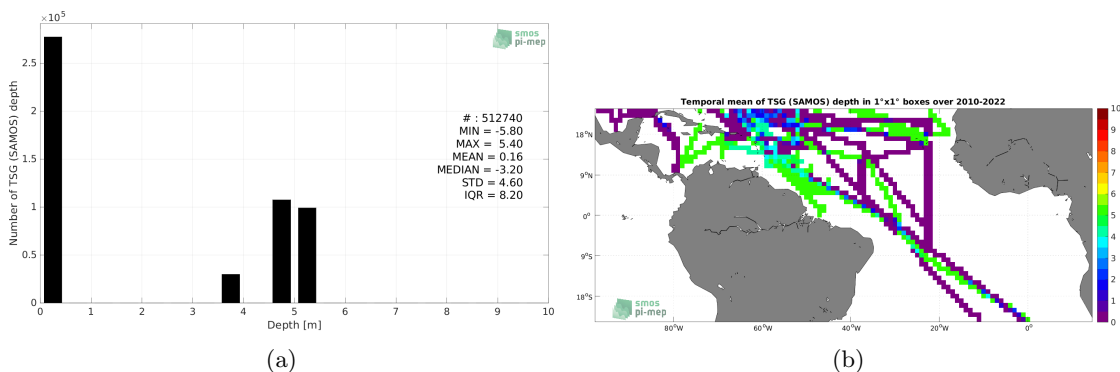 ×10⁵
smos
pi-mep
2.5
2
1.5
1
0.5
0
Number of TSG (SAMOS) depth
# : 512740
MIN = -5.80
MAX = 5.40
MEAN = 0.16
MEDIAN = -3.20
STD = 4.60
IQR = 8.20
0 1 2 3 4 5 6 7 8 9 10
Depth [m]
(a)
Temporal mean of TSG (SAMOS) depth in 1°x1° boxes over 2010-2022
18°N
9°N
0°
9°S
18°S
80°W 60°W 40°W 20°W 0°
smos
pi-mep
10
9
8
7
6
5
4
3
2
1
0
(b)